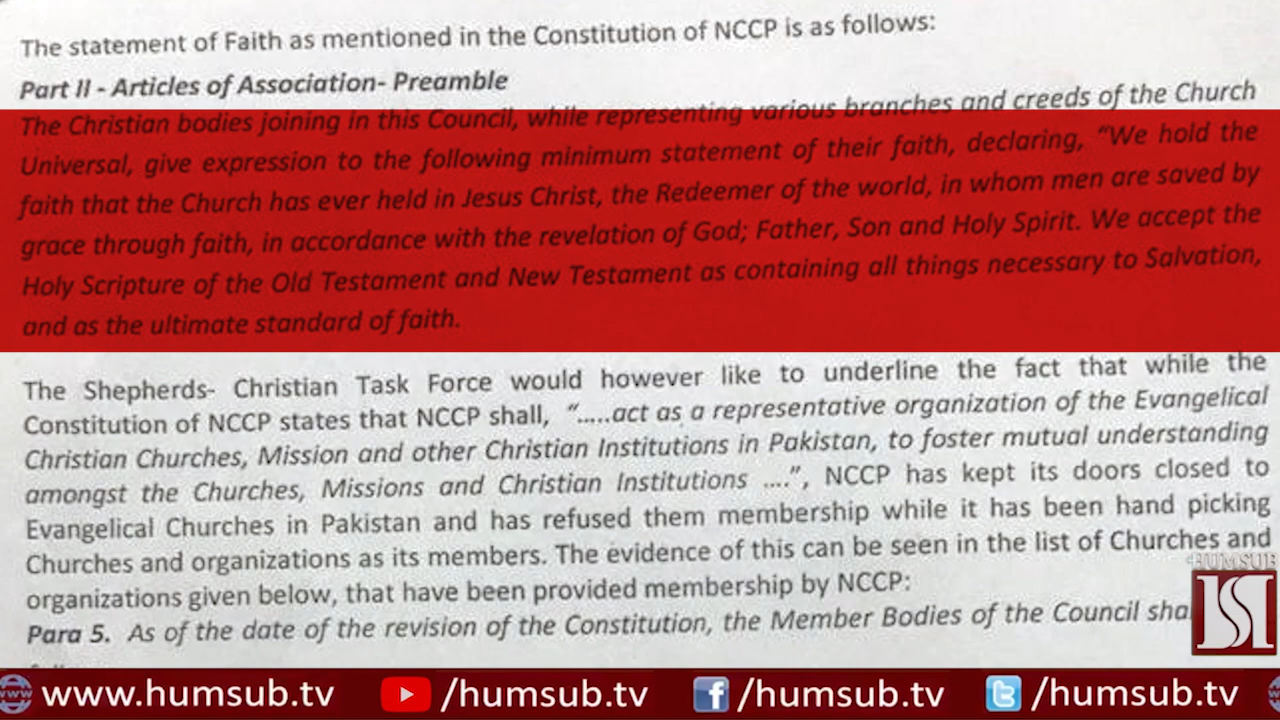 The statement of Faith as mentioned in the Constitution of NCCP is as follows:
Part II - Articles of Association- Preamble
The Christian bodies joining in this Council, while representing various branches and creeds of the Church
Universal, give expression to the following minimum statement of their faith, declaring, "We hold the
faith that the Church has ever held in Jesus Christ, the Redeemer of the world, in whom men are saved by
grace through faith, in accordance with the revelation of God; Father, Son and Holy Spirit. We accept the
Holy Scripture of the Old Testament and New Testament as containing all things necessary to Salvation,
and as the ultimate standard of faith.
The Shepherds- Christian Task Force would however like to underline the fact that while the
Constitution of NCCP states that NCCP shall, ".....act as a representative organization of the Evangelical
Christian Churches, Mission and other Christian Institutions in Pakistan, to foster mutual understanding
amongst the Churches, Missions and Christian Institutions ....", NCCP has kept its doors closed to
Evangelical Churches in Pakistan and has refused them membership while it has been hand picking
Churches and organizations as its members. The evidence of this can be seen in the list of Churches and
organizations given below, that have been provided membership by NCCP:
Para 5. As of the date of the revision of the Constitution, the Member Bodies of the Council
HUMSUB
www www.humsub.tv /humsub.tv f /humsub.tv /humsub.tv